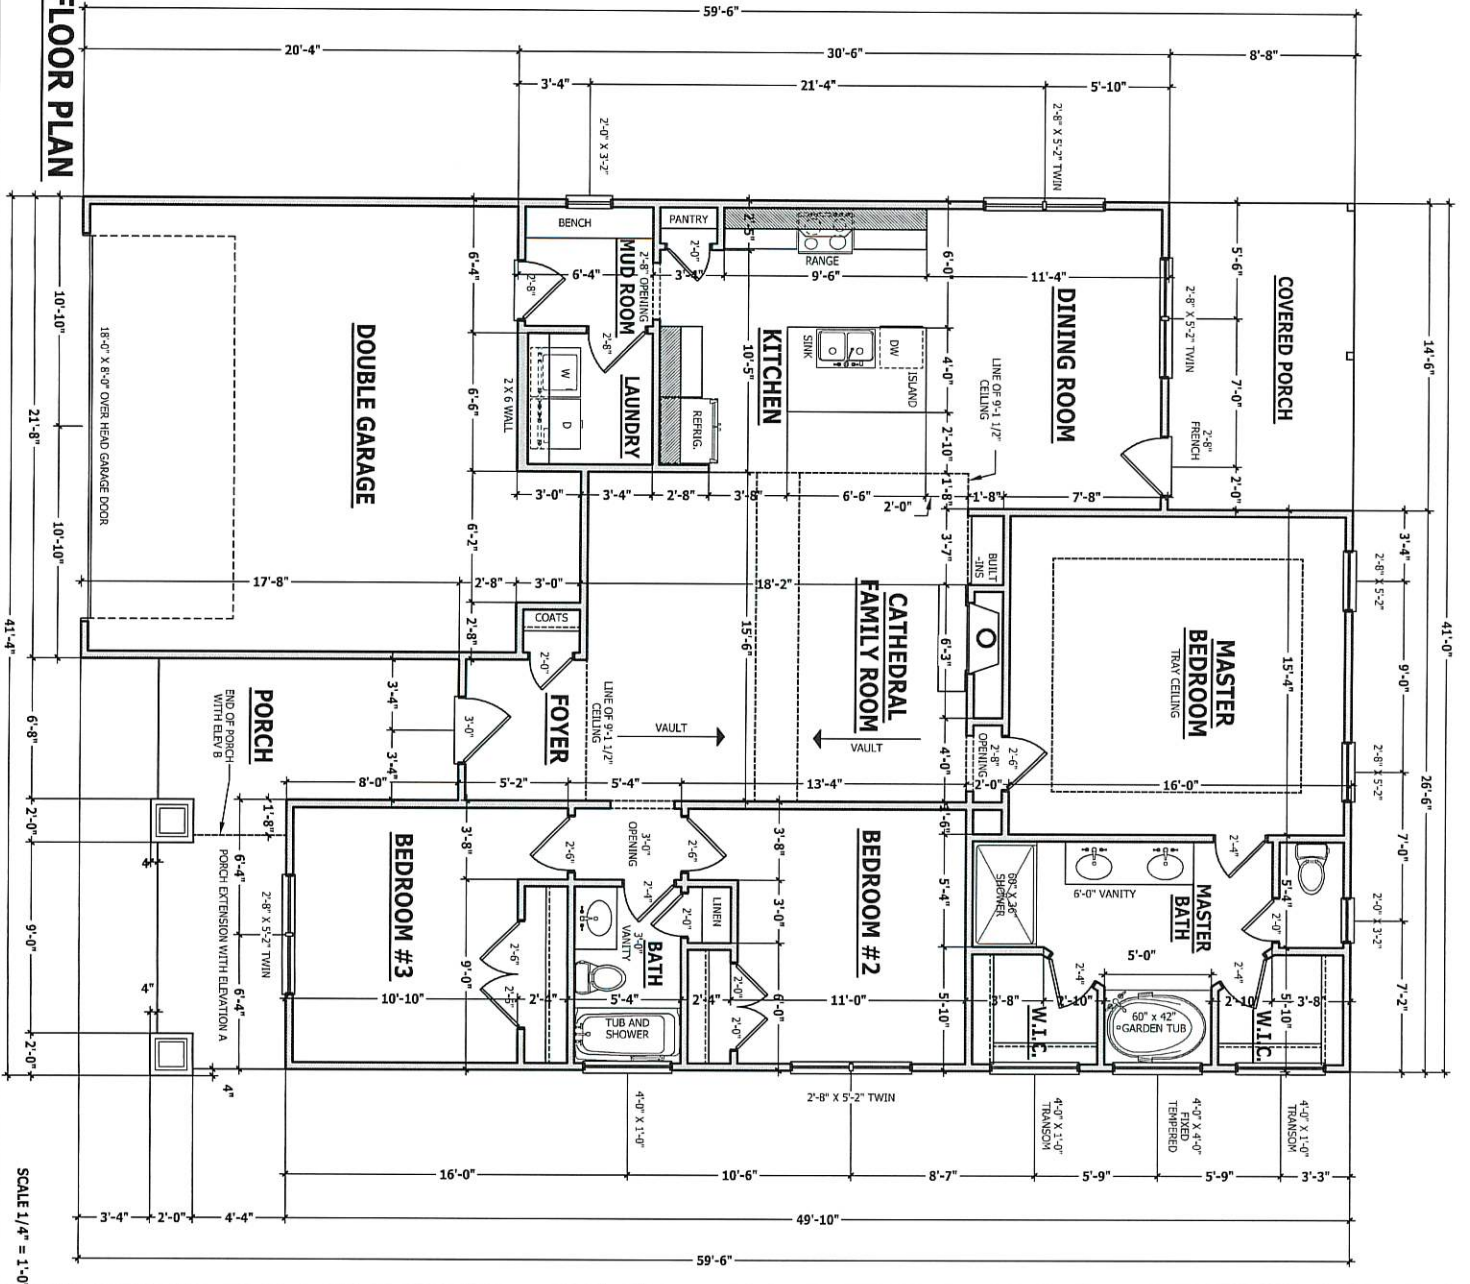 FLOOR PLAN
59'-6"
20'-4"
30'-6"
8'-8"
3'-4"
21'-4"
5'-10"
2'-0" X 3'-2"
2'-8" X 5'-2" TWIN
COVERED PORCH
5'-6"
7'-0"
2'-0"
14'-6"
41'-0"
26'-6"
2'-8" X 5'-2" TWIN
2'-8"
FRENCH
DINING ROOM
11'-4"
6'-0"
4'-0"
2'-10"
1'-8"
LINE OF 9'-1 1/2"
CEILING
7'-8"
1'-8"
2'-0"
KITCHEN
RANGE
9'-6"
2'-5"
10'-5"
SINK
DW
ISLAND
REFRIG.
PANTRY
2'-0"
3'-4"
BENCH
MUD ROOM
6'-4"
2'-8" OPENING
2'-8"
2'-8"
LAUNDRY
W
D
2 X 6 WALL
6'-4"
6'-6"
6'-2"
2'-8"
3'-0"
3'-4"
2'-8"
3'-8"
6'-6"
DOUBLE GARAGE
18'-0" X 8'-0" OVER HEAD GARAGE DOOR
10'-10"
10'-10"
21'-8"
41'-4"
17'-8"
2'-8"
3'-0"
18'-2"
15'-6"
CATHEDRAL
FAMILY ROOM
VAULT
VAULT
BUILT
-INS
3'-7"
6'-3"
4'-0"
COATS
2'-0"
FOYER
LINE OF 9'-1 1/2"
CEILING
3'-0"
3'-4"
3'-4"
PORCH
END OF PORCH
WITH ELEV B
MASTER
BEDROOM
TRAY CEILING
15'-4"
16'-0"
2'-8"
OPENING
2'-6"
2'-0"
3'-4"
9'-0"
7'-0"
7'-2"
2'-8" X 5'-2"
2'-8" X 5'-2"
2'-0" X 3'-2"
8'-0"
5'-2"
5'-4"
13'-4"
BEDROOM #3
BEDROOM #2
3'-0"
OPENING
2'-6"
2'-6"
3'-8"
9'-0"
3'-8"
3'-0"
6'-0"
5'-4"
5'-10"
LINEN
2'-0"
BATH
2'-4"
3'-0"
VANITY
TUB AND
SHOWER
2'-6"
10'-10"
2'-4"
5'-4"
2'-4"
11'-0"
2'-0"
2'-0"
60" X 36"
SHOWER
6'-0" VANITY
MASTER
BATH
2'-4"
5'-4"
2'-0"
5'-0"
2'-4"
2'-4"
3'-8"
2'-10"
2'-10"
3'-8"
5'-10"
60" x 42"
GARDEN TUB
W.I.C.
W.I.C.
6'-8"
2'-0"
9'-0"
2'-0"
1'-8"
6'-4"
6'-4"
4"
4"
4"
PORCH EXTENSION WITH ELEVATION A
2'-8" X 5'-2" TWIN
4'-0" X 1'-0"
2'-8" X 5'-2" TWIN
4'-0" X 1'-0"
TRANSOM
4'-0" X 4'-0"
FIXED
TEMPERED
4'-0" X 1'-0"
TRANSOM
16'-0"
10'-6"
8'-7"
5'-9"
5'-9"
3'-3"
3'-4"
2'-0"
4'-4"
49'-10"
59'-6"
SCALE 1/4" = 1'-0